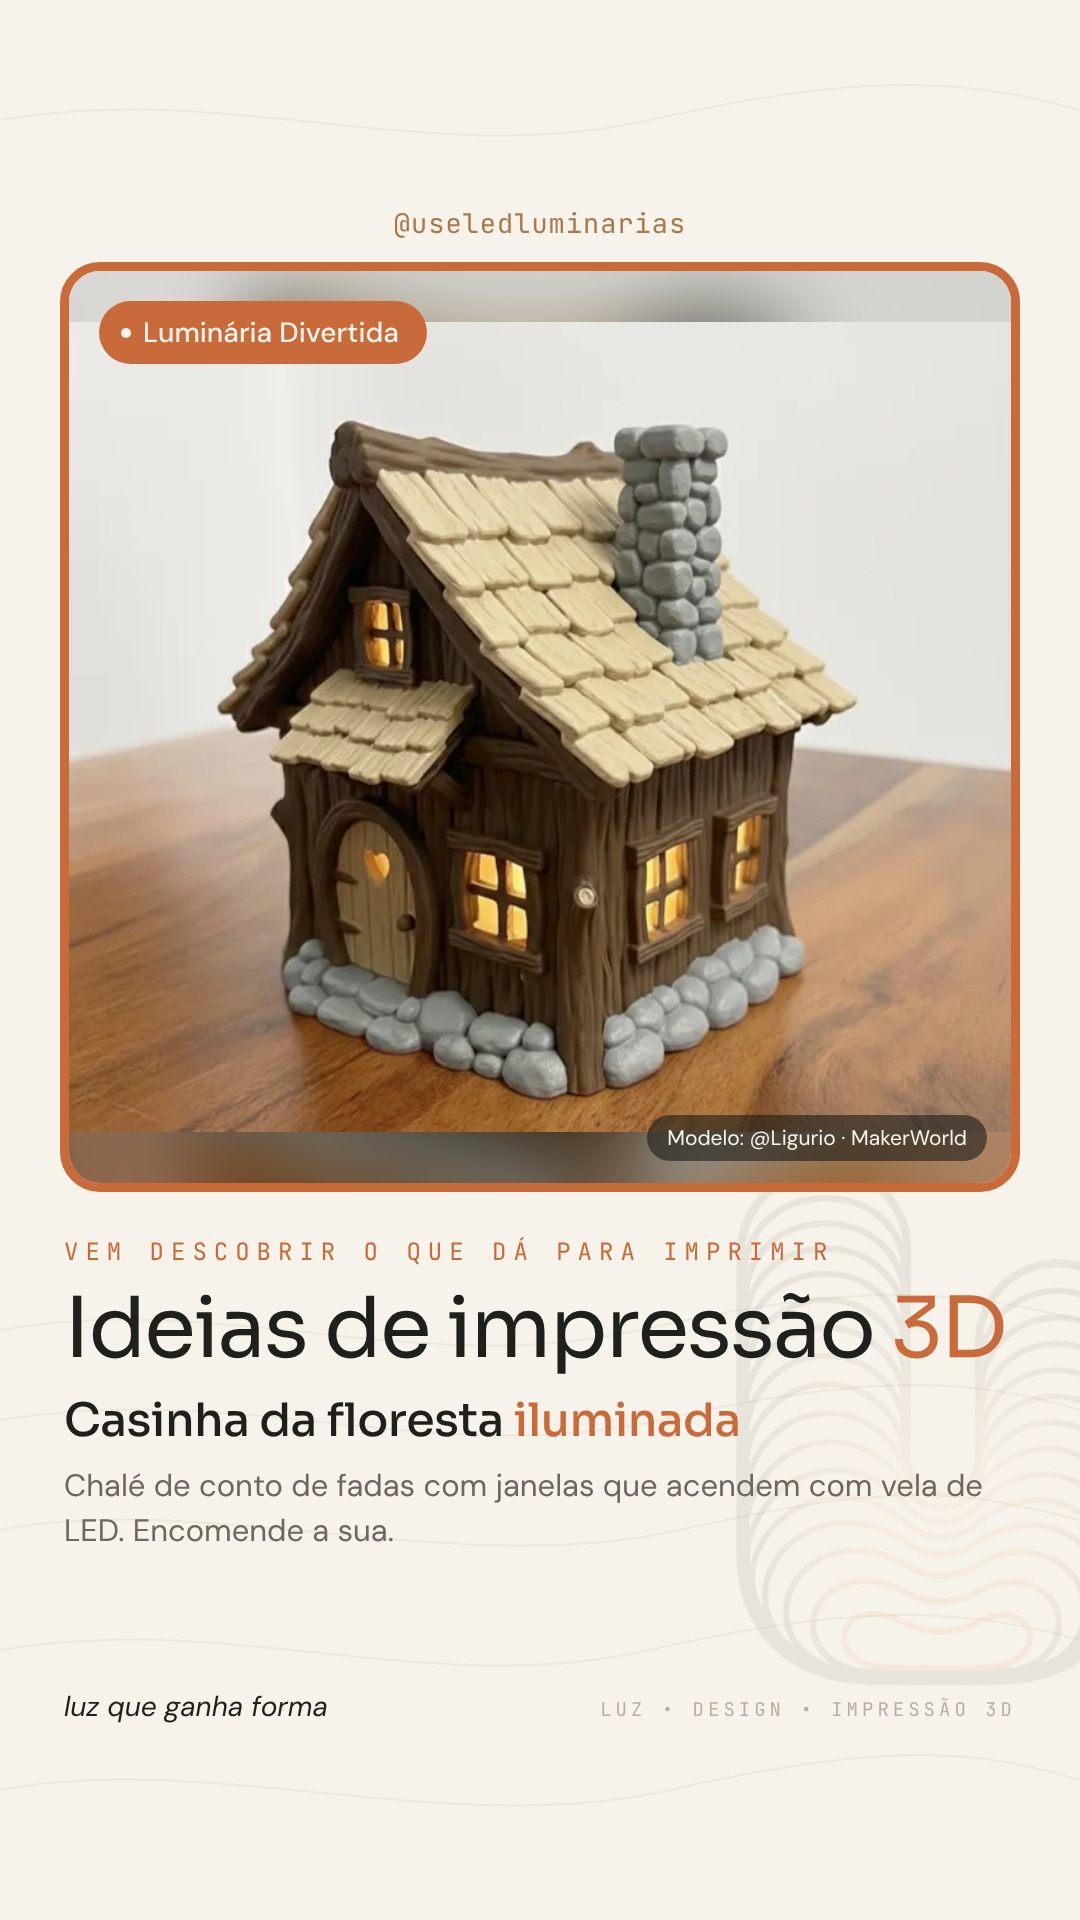 @useledluminarias
• Luminária Divertida
Modelo: @Ligurio · MakerWorld
VEM DESCOBRIR O QUE DÁ PARA IMPRIMIR
Ideias de impressão 3D
Casinha da floresta iluminada
Chalé de conto de fadas com janelas que acendem com vela de
LED. Encomende a sua.
luz que ganha forma
LUZ • DESIGN • IMPRESSÃO 3D